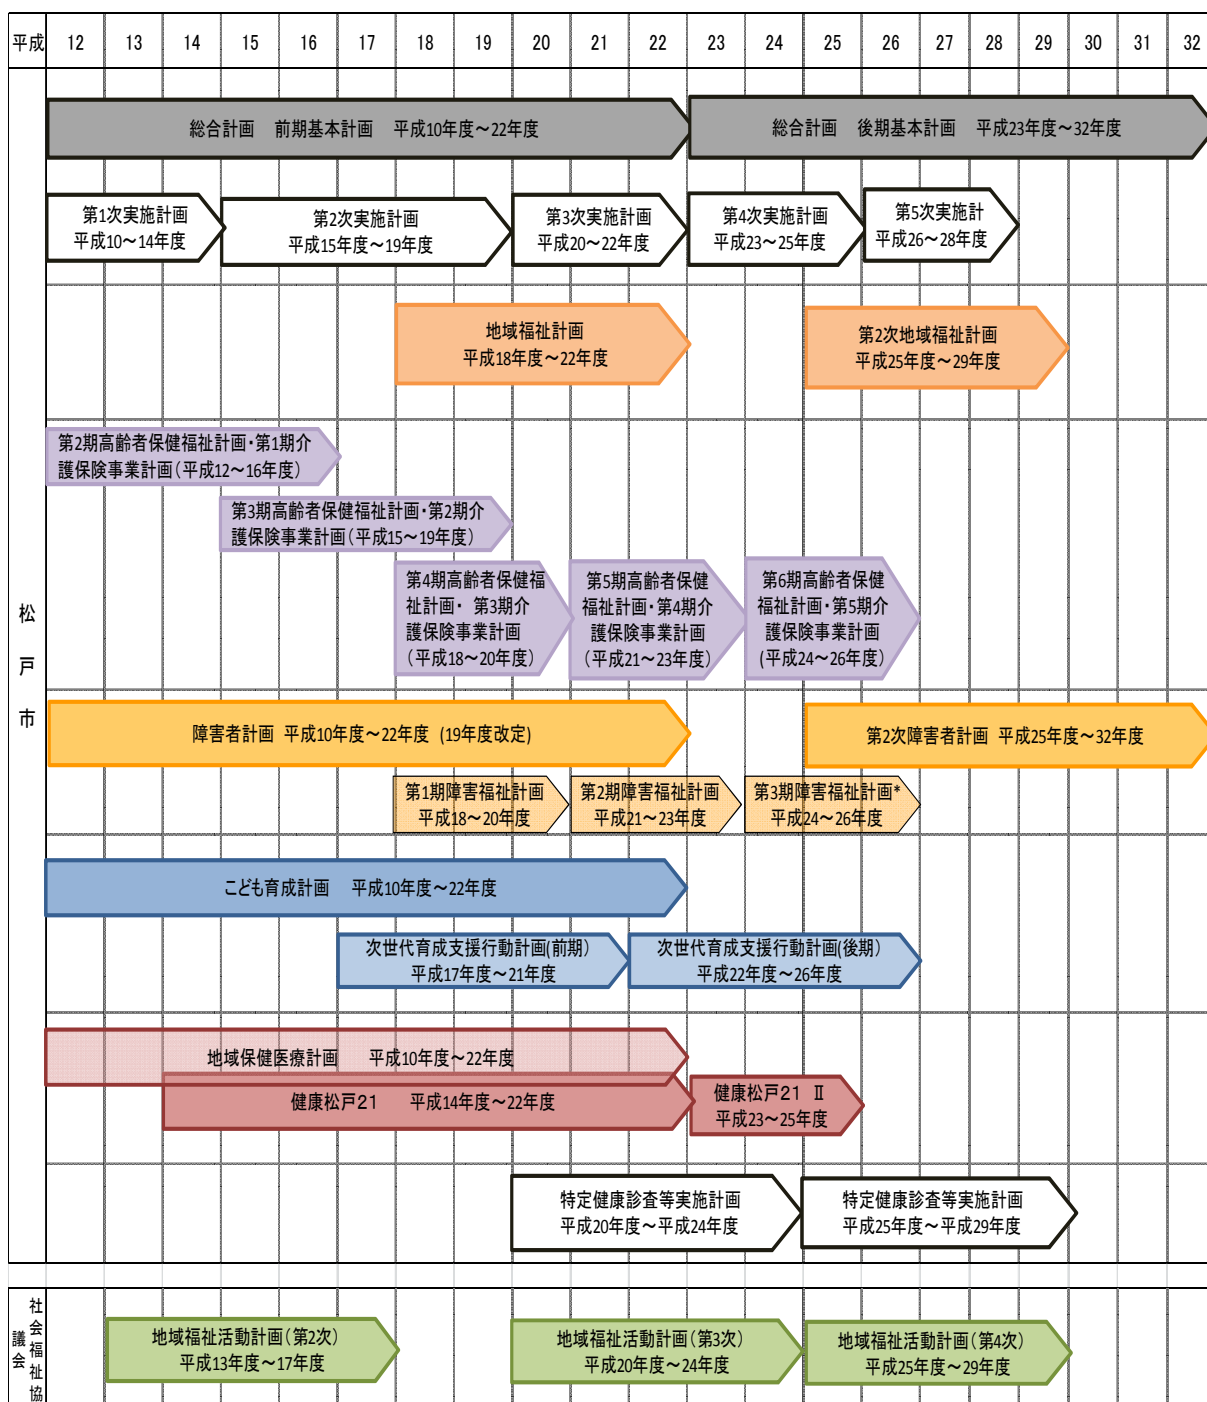 平成 12 13 14 15 16 17 18 19 20 21 22 23 24 25 26 27 28 29 30 31 32
総合計画 前期基本計画 平成10年度～22年度
総合計画 後期基本計画 平成23年度～32年度
第1次実施計画
平成10～14年度
第2次実施計画
平成15年度～19年度
第3次実施計画
平成20～22年度
第4次実施計画
平成23～25年度
第5次実施計
平成26～28年度
地域福祉計画
平成18年度～22年度
第2次地域福祉計画
平成25年度～29年度
第2期高齢者保健福祉計画・第1期介
護保険事業計画（平成12～16年度）
第3期高齢者保健福祉計画・第2期介
護保険事業計画（平成15～19年度）
第4期高齢者保健福
祉計画・ 第3期介
護保険事業計画
（平成18～20年度）
第5期高齢者保健
福祉計画・第4期介
護保険事業計画
（平成21～23年度）
第6期高齢者保健
福祉計画・第5期介
護保険事業計画
(平成24～26年度)
松戸市
障害者計画 平成10年度～22年度 (19年度改定)
第2次障害者計画 平成25年度～32年度
第1期障害福祉計画
平成18～20年度
第2期障害福祉計画
平成21～23年度
第3期障害福祉計画*
平成24～26年度
こども育成計画 平成10年度～22年度
次世代育成支援行動計画(前期)
平成17年度～21年度
次世代育成支援行動計画(後期)
平成22年度～26年度
地域保健医療計画 平成10年度～22年度
健康松戸21 平成14年度～22年度
健康松戸21 Ⅱ
平成23～25年度
特定健康診査等実施計画
平成20年度～平成24年度
特定健康診査等実施計画
平成25年度～平成29年度
社会福祉協
議会
地域福祉活動計画（第2次）
平成13年度～17年度
地域福祉活動計画（第3次）
平成20年度～24年度
地域福祉活動計画（第4次）
平成25年度～29年度